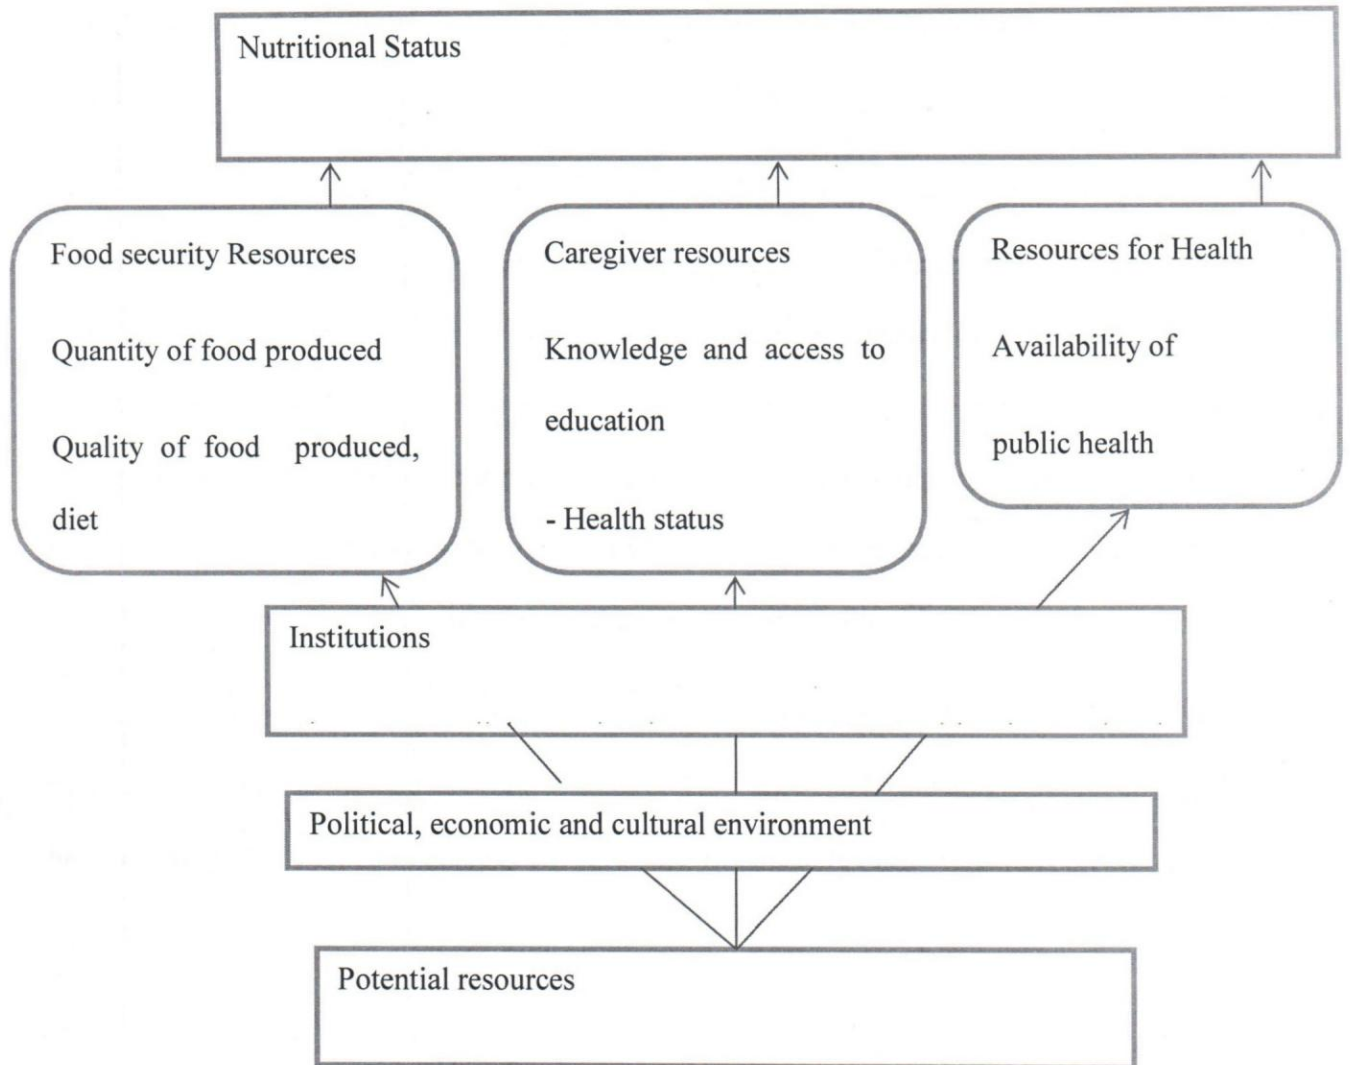 Nutritional Status
Food security Resources
Quantity of food produced
Quality of food produced,
diet
Caregiver resources
Knowledge and access to
education
- Health status
Resources for Health
Availability of
public health
Institutions
Political, economic and cultural environment
Potential resources